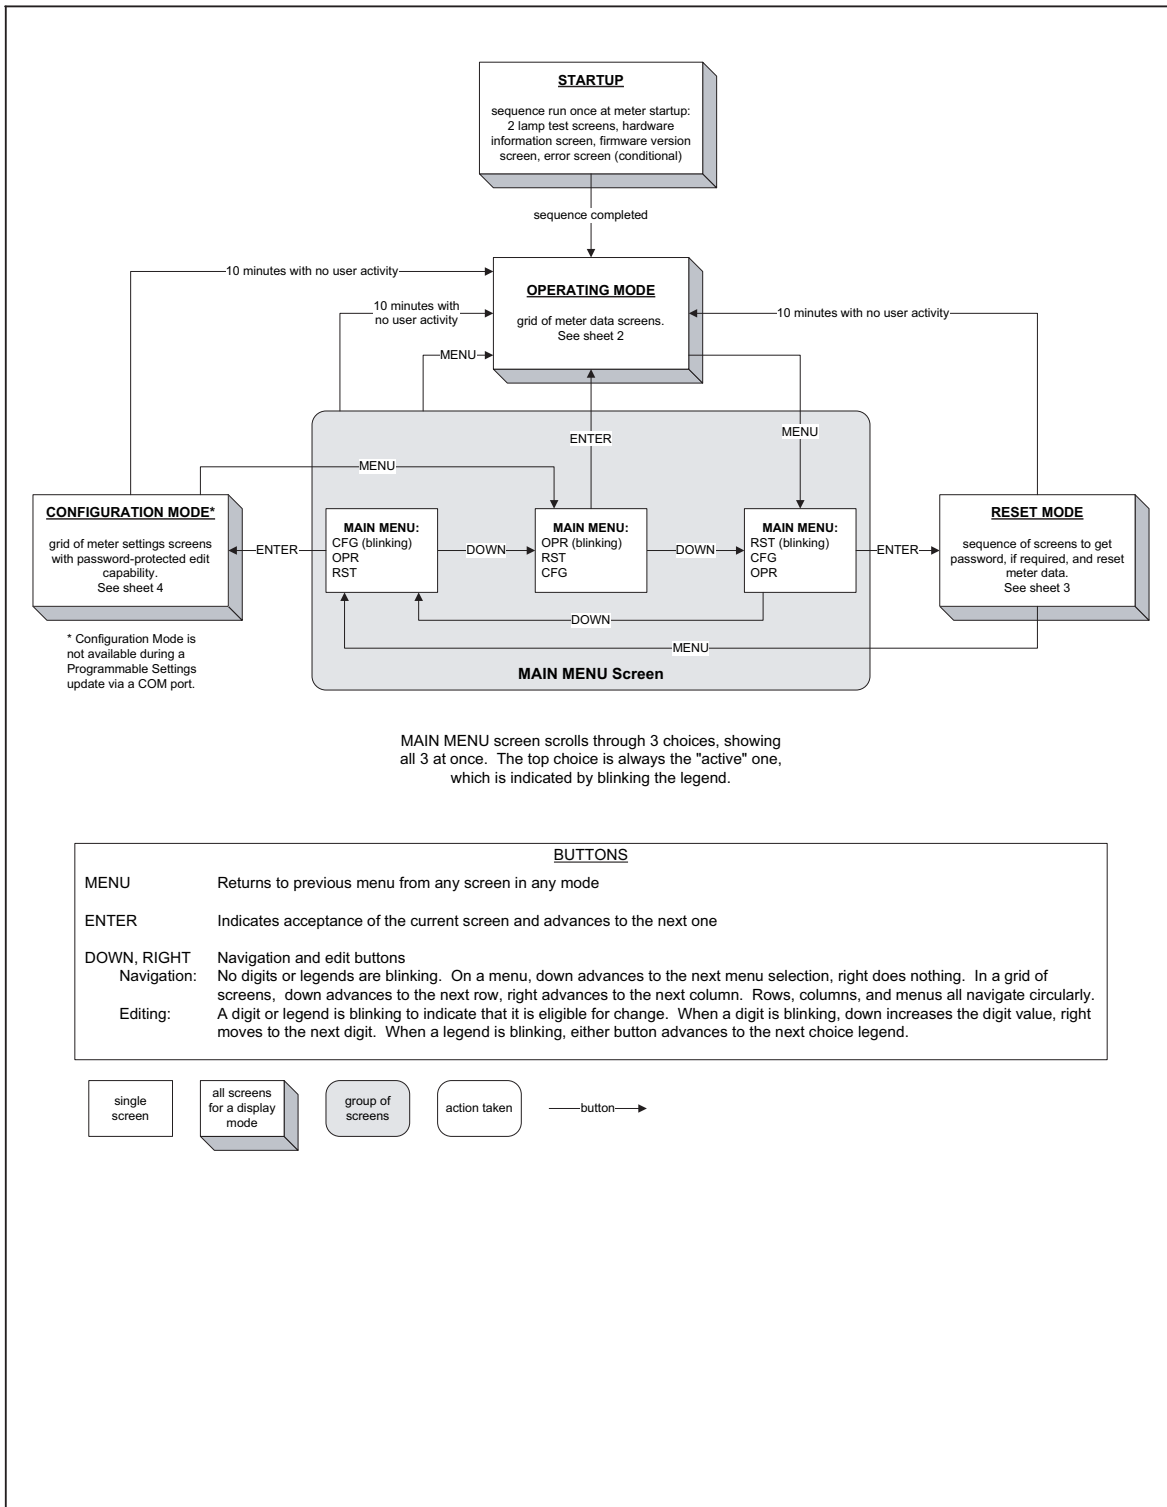 STARTUP
sequence run once at meter startup:
2 lamp test screens, hardware
information screen, firmware version
screen, error screen (conditional)
sequence completed
10 minutes with no user activity
OPERATING MODE
grid of meter data screens.
See sheet 2
10 minutes with
no user activity
10 minutes with no user activity
MENU
ENTER
MENU
MENU
CONFIGURATION MODE*
grid of meter settings screens
with password-protected edit
capability.
See sheet 4
ENTER
MAIN MENU:
CFG (blinking)
OPR
RST
DOWN
MAIN MENU:
OPR (blinking)
RST
CFG
DOWN
MAIN MENU:
RST (blinking)
CFG
OPR
ENTER
RESET MODE
sequence of screens to get
password, if required, and reset
meter data.
See sheet 3
DOWN
MENU
MAIN MENU Screen
* Configuration Mode is
not available during a
Programmable Settings
update via a COM port.
MAIN MENU screen scrolls through 3 choices, showing
all 3 at once. The top choice is always the "active" one,
which is indicated by blinking the legend.
BUTTONS
MENU Returns to previous menu from any screen in any mode
ENTER Indicates acceptance of the current screen and advances to the next one
DOWN, RIGHT Navigation and edit buttons
Navigation: No digits or legends are blinking. On a menu, down advances to the next menu selection, right does nothing. In a grid of
screens, down advances to the next row, right advances to the next column. Rows, columns, and menus all navigate circularly.
Editing: A digit or legend is blinking to indicate that it is eligible for change. When a digit is blinking, down increases the digit value, right
moves to the next digit. When a legend is blinking, either button advances to the next choice legend.
single
screen
all screens
for a display
mode
group of
screens
action taken
button